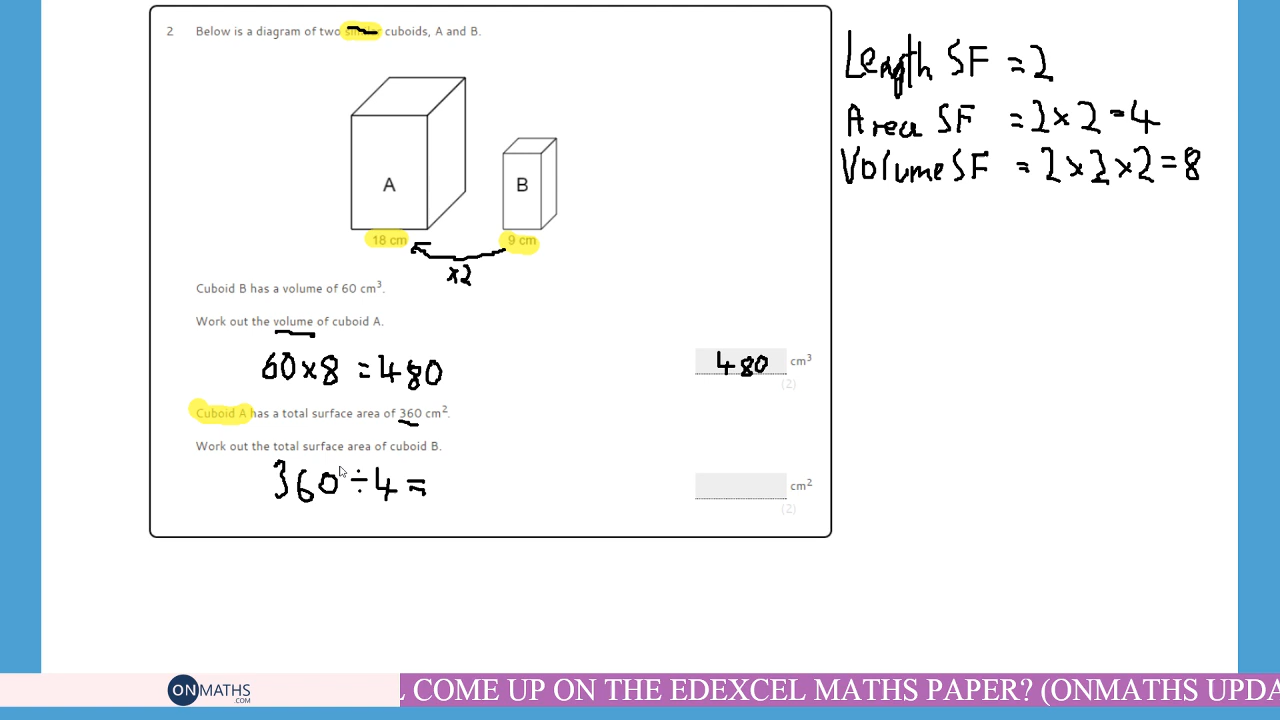 2 Below is a diagram of two similar cuboids, A and B.
A
B
18 cm
9 cm
×2
Cuboid B has a volume of 60 cm³.
Work out the volume of cuboid A.
60×8 = 480
480 cm³
(2)
Cuboid A has a total surface area of 360 cm².
Work out the total surface area of cuboid B.
360÷4 =
cm²
(2)
Length SF = 2
Area SF = 2×2=4
Volume SF = 2×2×2=8
ONMATHS
.COM
COME UP ON THE EDEXCEL MATHS PAPER? (ONMATHS